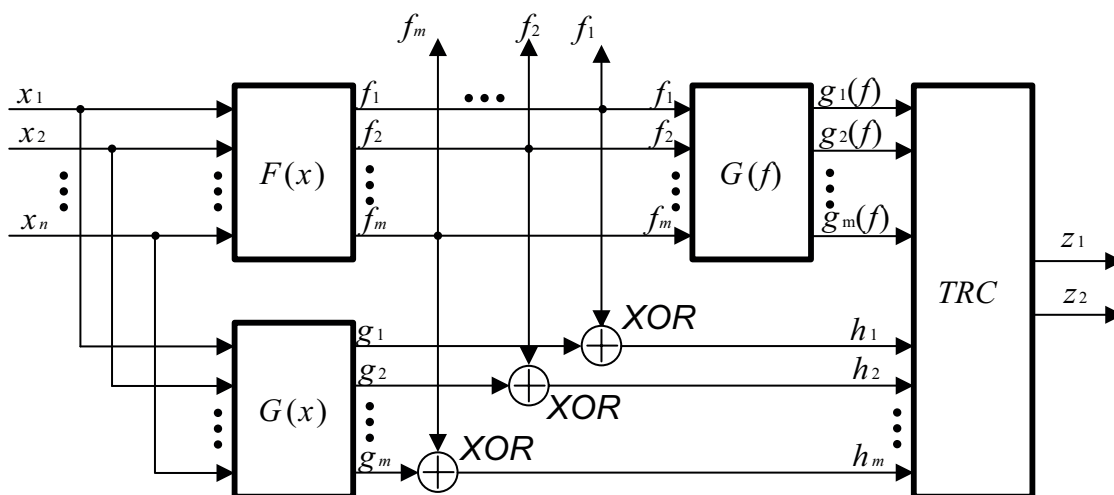 fm f2 f1
x1 f1 ••• f1 g1(f)
x2 f2 f2 g2(f)
F(x) G(f)
xn fm fm gm(f)
z1
TRC
z2
XOR
g1 h1
g2 h2
XOR
G(x)
XOR
gm hm